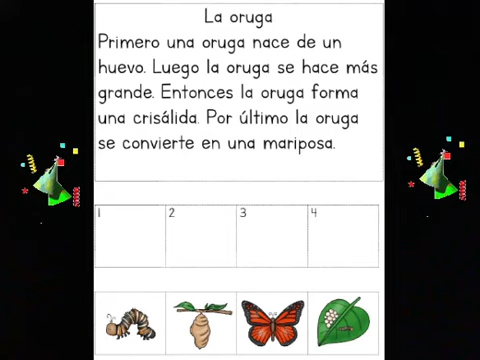 La oruga
Primero una oruga nace de un
huevo. Luego la oruga se hace más
grande. Entonces la oruga forma
una crisálida. Por último la oruga
se convierte en una mariposa.
1 2 3 4